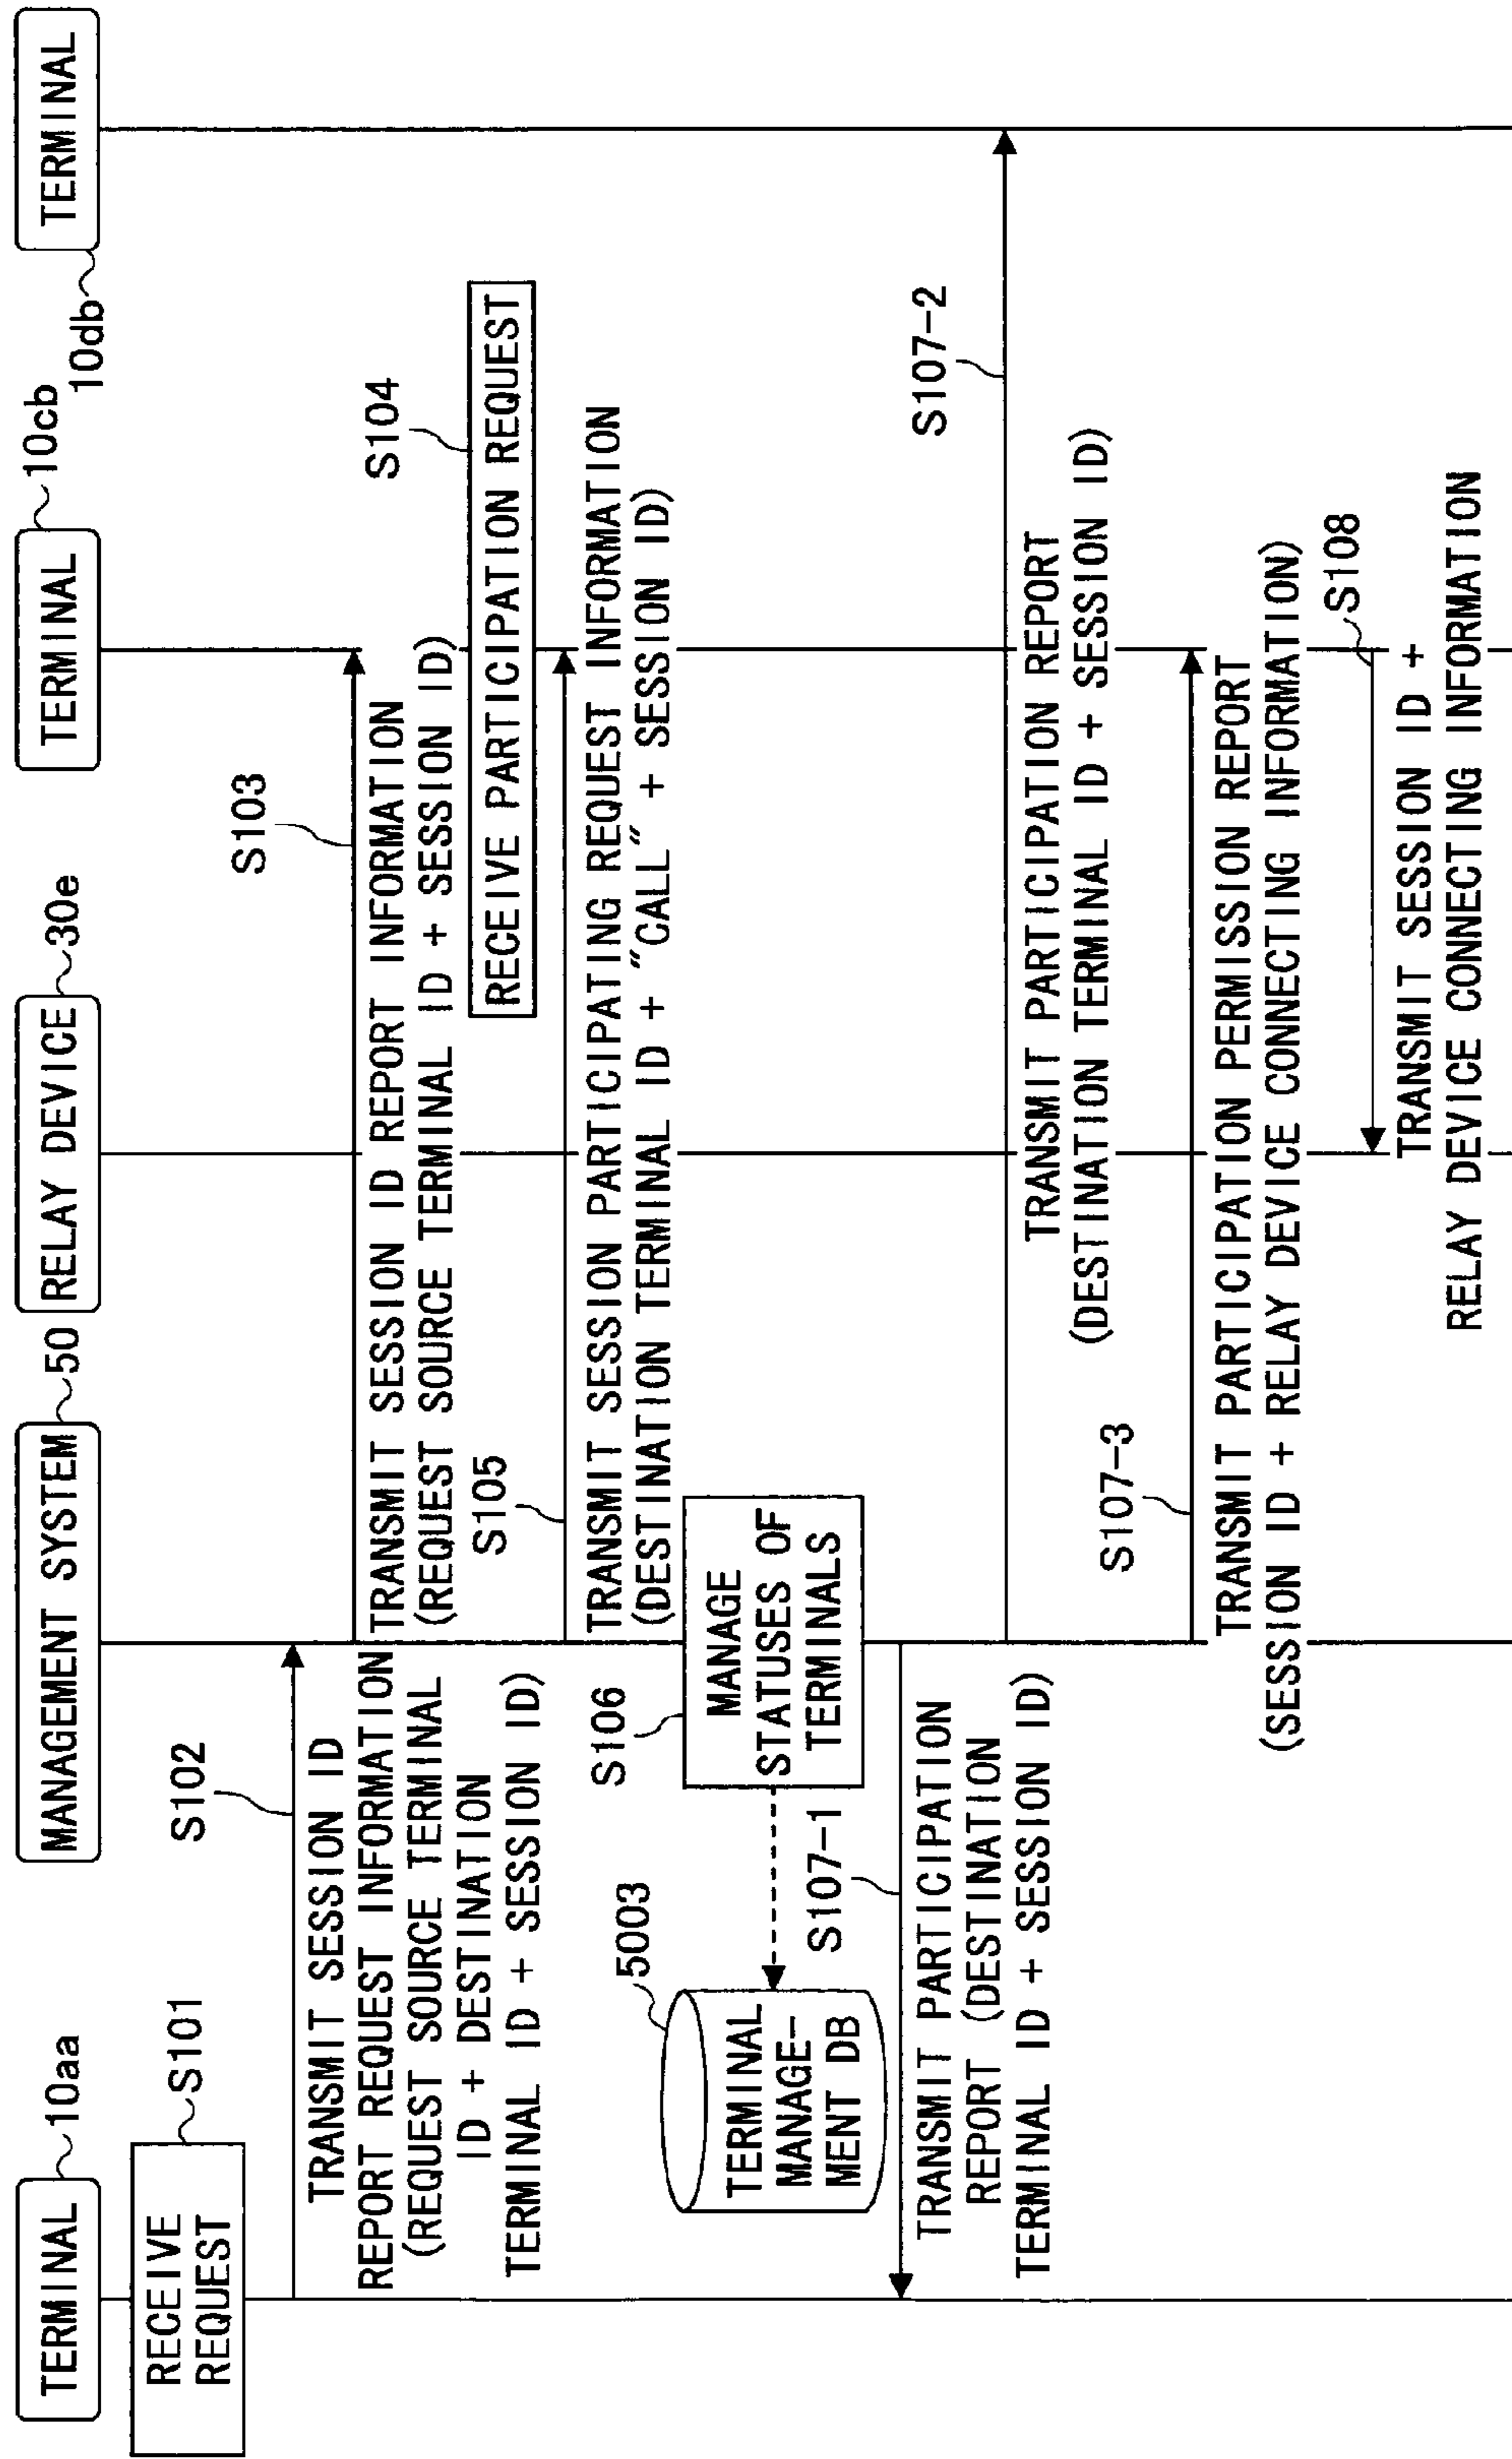 TERMINAL
10aa
MANAGEMENT SYSTEM
50
RELAY DEVICE
30e
TERMINAL
10cb
TERMINAL
10db
RECEIVE
REQUEST
S101
S102
TRANSMIT SESSION ID
REPORT REQUEST INFORMATION
(REQUEST SOURCE TERMINAL
ID + DESTINATION
TERMINAL ID + SESSION ID)
S103
TRANSMIT SESSION ID REPORT INFORMATION
(REQUEST SOURCE TERMINAL ID + SESSION ID)
S104
RECEIVE PARTICIPATION REQUEST
S105
TRANSMIT SESSION PARTICIPATING REQUEST INFORMATION
(DESTINATION TERMINAL ID + "CALL" + SESSION ID)
S106
MANAGE
STATUSES OF
TERMINALS
5003
TERMINAL
MANAGE-
MENT DB
S107-1
TRANSMIT PARTICIPATION
REPORT (DESTINATION
TERMINAL ID + SESSION ID)
S107-2
TRANSMIT PARTICIPATION REPORT
(DESTINATION TERMINAL ID + SESSION ID)
S107-3
TRANSMIT PARTICIPATION PERMISSION REPORT
(SESSION ID + RELAY DEVICE CONNECTING INFORMATION)
S108
TRANSMIT SESSION ID +
RELAY DEVICE CONNECTING INFORMATION